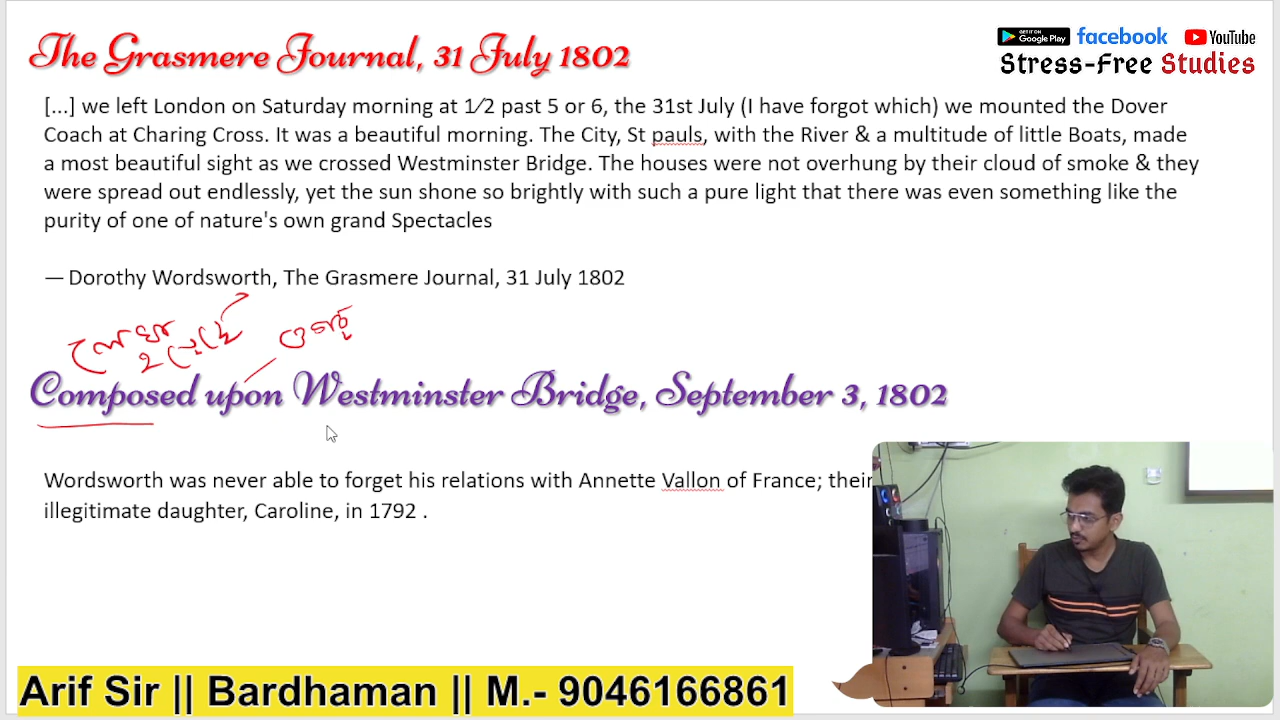 The Grasmere Journal, 31 July 1802
GET IT ON Google Play facebook YouTube
Stress-Free Studies
[...] we left London on Saturday morning at 1⁄2 past 5 or 6, the 31st July (I have forgot which) we mounted the Dover
Coach at Charing Cross. It was a beautiful morning. The City, St pauls, with the River & a multitude of little Boats, made
a most beautiful sight as we crossed Westminster Bridge. The houses were not overhung by their cloud of smoke & they
were spread out endlessly, yet the sun shone so brightly with such a pure light that there was even something like the
purity of one of nature's own grand Spectacles
— Dorothy Wordsworth, The Grasmere Journal, 31 July 1802
Composed upon Westminster Bridge, September 3, 1802
Wordsworth was never able to forget his relations with Annette Vallon of France; their
illegitimate daughter, Caroline, in 1792 .
Arif Sir || Bardhaman || M.- 9046166861